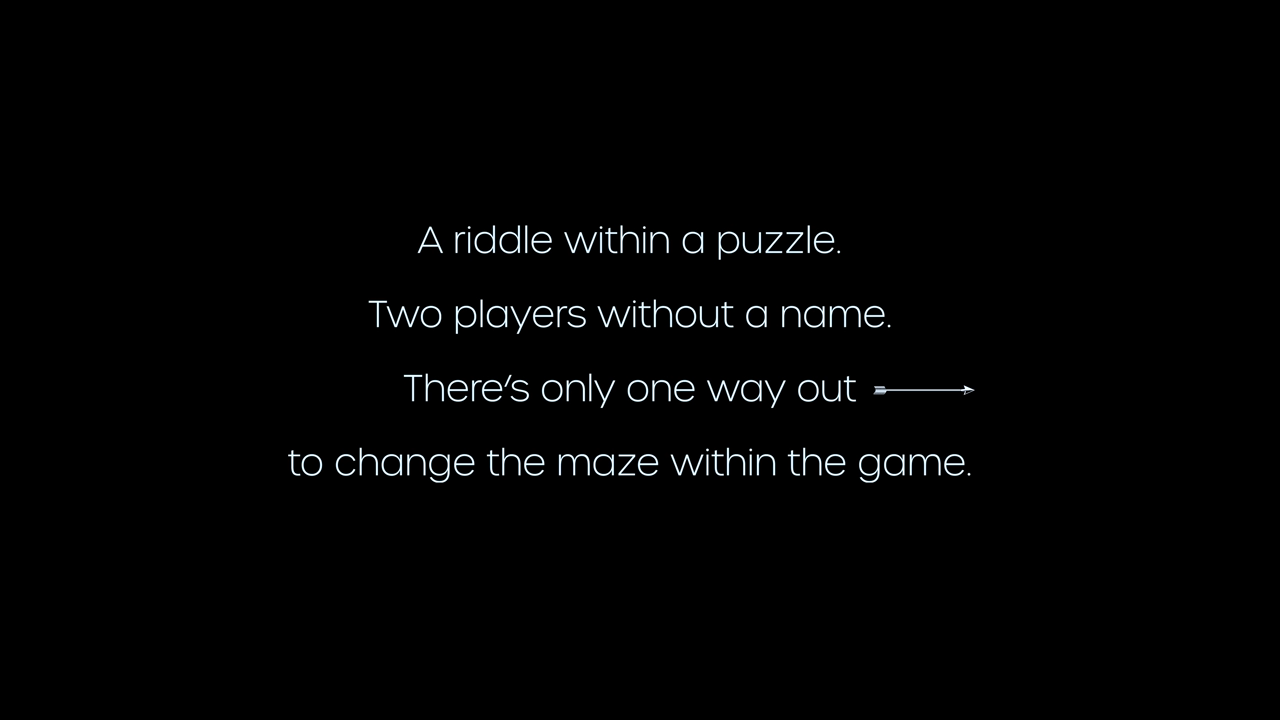 A riddle within a puzzle.
Two players without a name.
There's only one way out
to change the maze within the game.